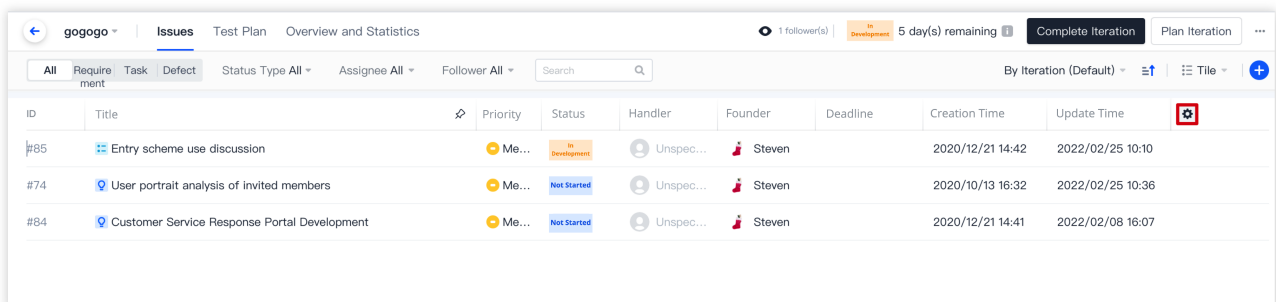 gogogo Issues Test Plan Overview and Statistics 1 follower(s) In Development 5 day(s) remaining Complete Iteration Plan Iteration ...
All Requirement Task Defect Status Type All Assignee All Follower All Search By Iteration (Default) Tile
ID Title Priority Status Handler Founder Deadline Creation Time Update Time
#85 Entry scheme use discussion Me... In Development Unspec... Steven 2020/12/21 14:42 2022/02/25 10:10
#74 User portrait analysis of invited members Me... Not Started Unspec... Steven 2020/10/13 16:32 2022/02/25 10:36
#84 Customer Service Response Portal Development Me... Not Started Unspec... Steven 2020/12/21 14:41 2022/02/08 16:07